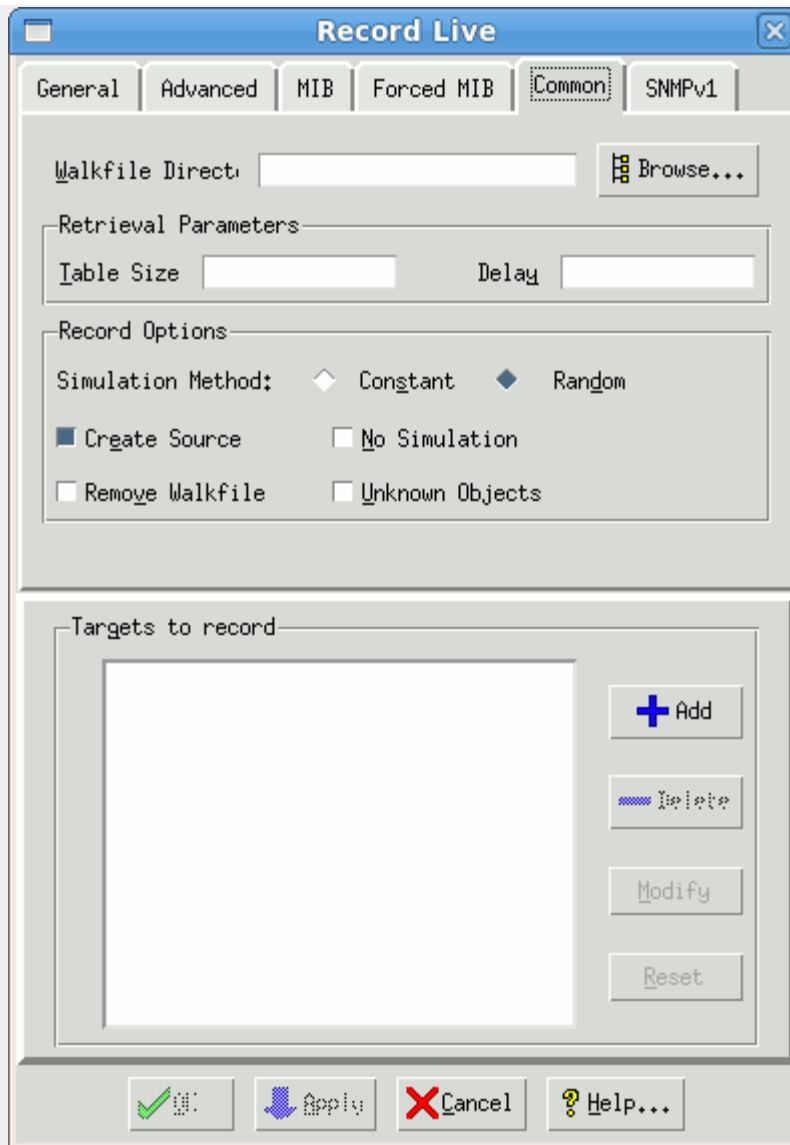 Record Live
General Advanced MIB Forced MIB Common SNMPv1
Walkfile Direct Browse...
Retrieval Parameters
Table Size Delay
Record Options
Simulation Method: Constant Random
Create Source No Simulation
Remove Walkfile Unknown Objects
Targets to record
Add
Delete
Modify
Reset
Apply Cancel Help...